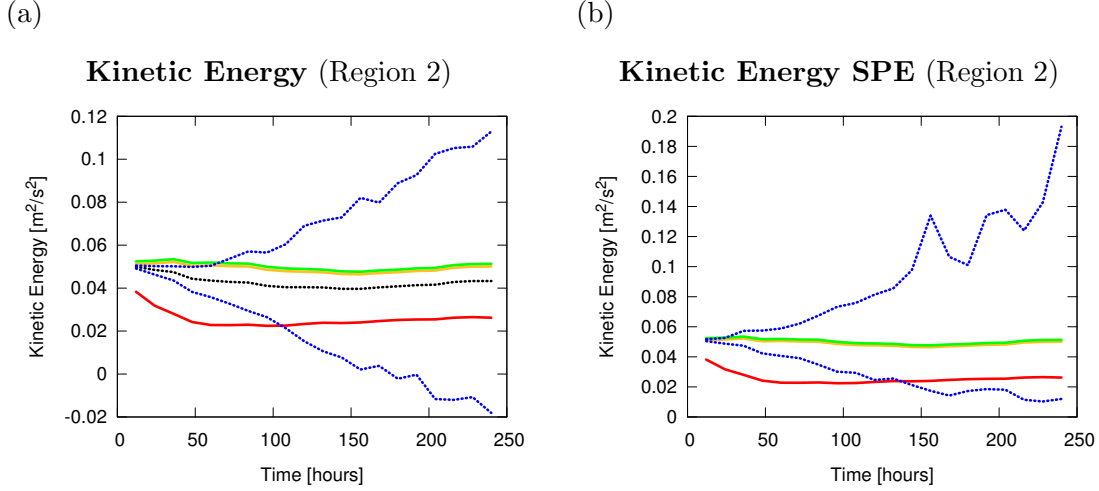 (a)
(b)
Kinetic Energy (Region 2)
Kinetic Energy SPE (Region 2)
Kinetic Energy [m²/s²]
0.12
0.1
0.08
0.06
0.04
0.02
0
-0.02
0 50 100 150 200 250
Time [hours]
Kinetic Energy [m²/s²]
0.2
0.18
0.16
0.14
0.12
0.1
0.08
0.06
0.04
0.02
0
0 50 100 150 200 250
Time [hours]